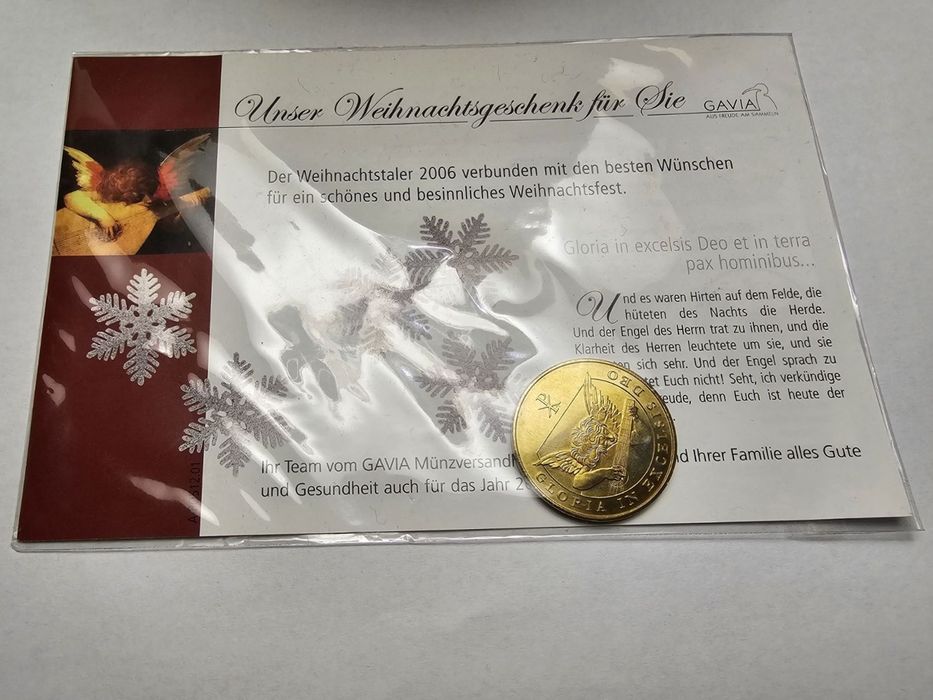 Unser Weihnachtsgeschenk für Sie
GAVIA
AUS FREUDE AM SAMMELN
Der Weihnachtstaler 2006 verbunden mit den besten Wünschen
für ein schönes und besinnliches Weihnachtsfest.
Gloria in excelsis Deo et in terra
pax hominibus...
Und es waren Hirten auf dem Felde, die
hüteten des Nachts die Herde.
Und der Engel des Herrn trat zu ihnen, und die
Klarheit des Herren leuchtete um sie, und sie
sich sehr. Und der Engel sprach zu
Euch nicht! Seht, ich verkündige
denn Euch ist heute der
Ihr Team vom GAVIA Münzversand Ihrer Familie alles Gute
und Gesundheit auch für das Jahr
GLORIA IN EXCELSIS DEO